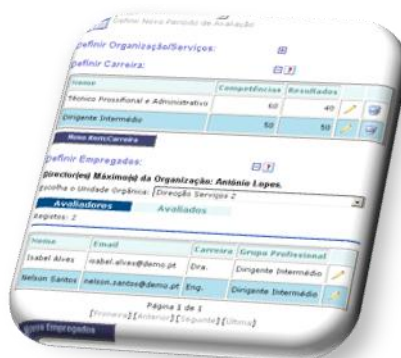 Definir Novo Período de Avaliação
Definir Organização/Serviços:
Definir Carreira:
Nome Competências Resultados
Técnico Profissional e Administrativo 60 40
Dirigente Intermédio 50 50
Novo Item:Carreira
Definir Empregados:
Director(es) Máximo(s) da Organização: António Lopes.
Escolha o Unidade Orgânica: Direcção Serviços 2
Avaliadores Avaliados
Registos: 2
Nome Email Carreira Grupo Profissional
Isabel Alves isabel.alves@demo.pt Dra. Dirigente Intermédio
Nelson Santos nelson.santos@demo.pt Eng. Dirigente Intermédio
Página 1 de 1
[Primeira][Anterior][Seguinte][Última]
Empregados